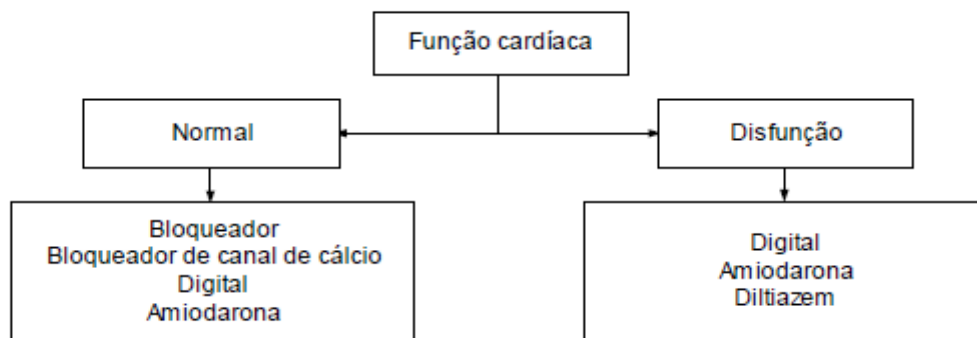 Função cardíaca
Normal
Disfunção
Bloqueador
Bloqueador de canal de cálcio
Digital
Amiodarona
Digital
Amiodarona
Diltiazem